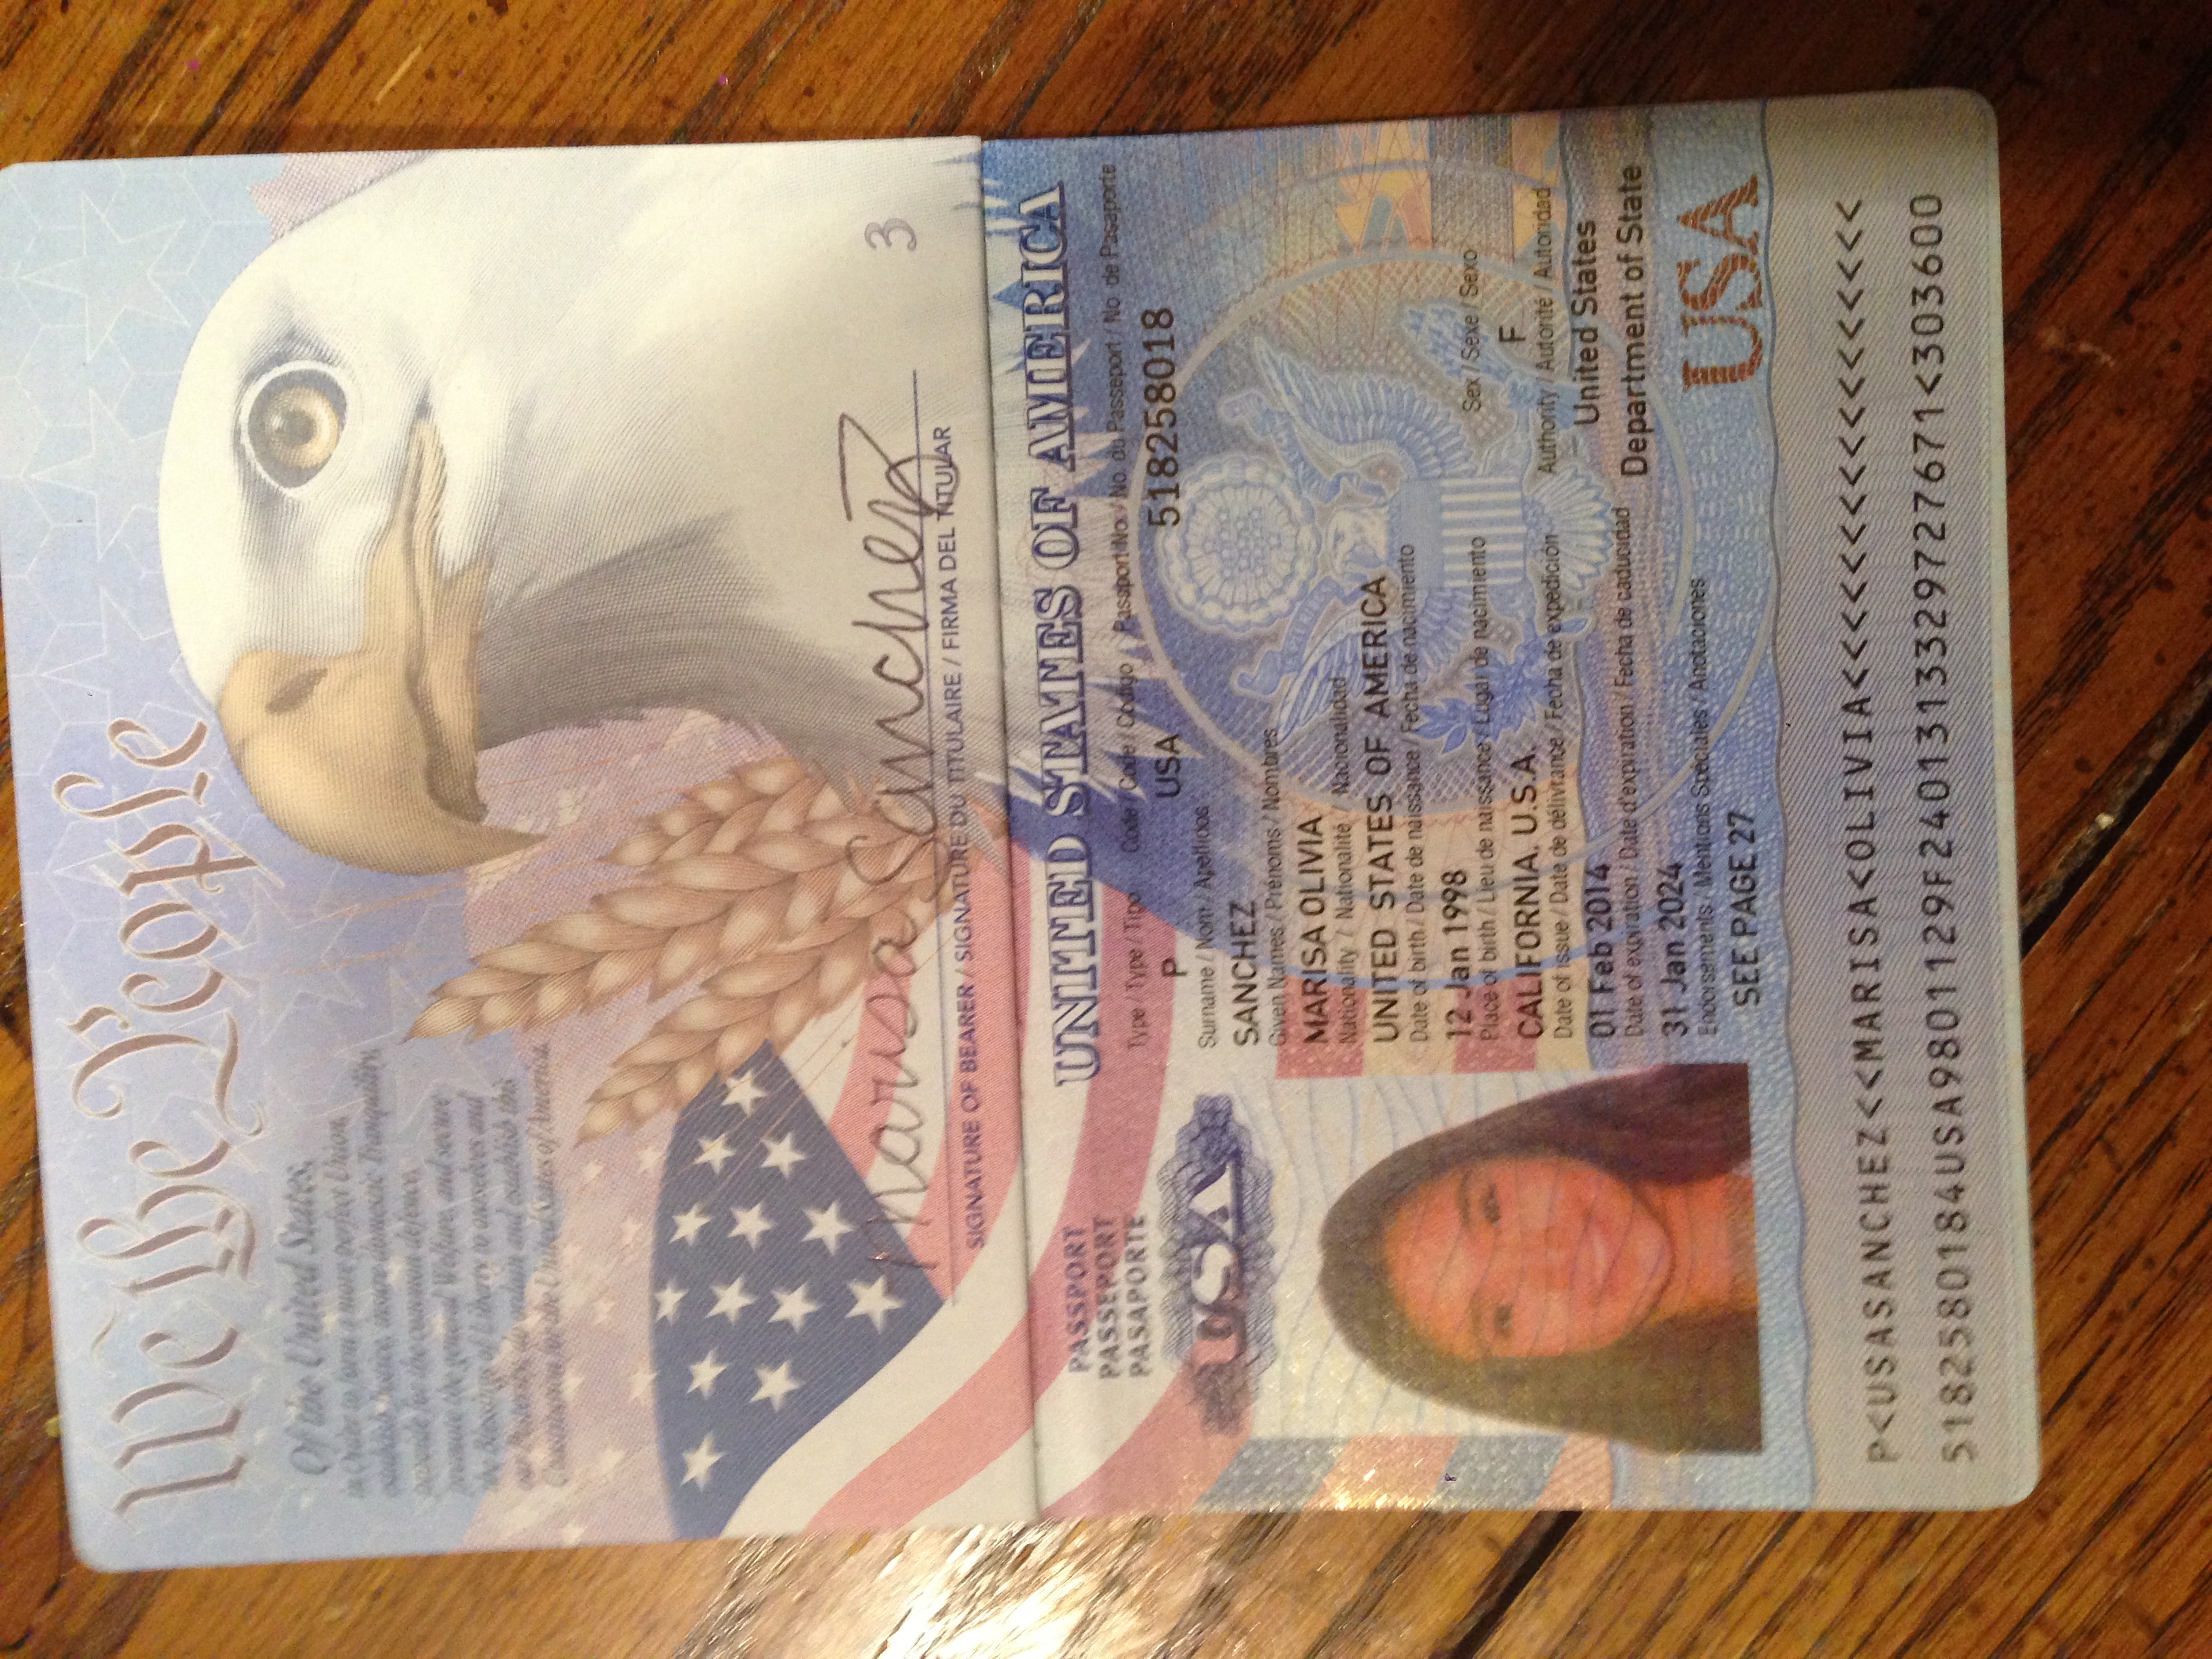 We the People
Of the United States,
in Order to form a more perfect Union,
establish Justice, insure domestic Tranquility,
provide for the common defence,
promote the general Welfare, and secure
the Blessings of Liberty to ourselves and
our Posterity, do ordain and establish this
Constitution for the United States of America.
Marisa Sanchez
3
SIGNATURE OF BEARER / SIGNATURE DU TITULAIRE / FIRMA DEL TITULAR
PASSPORT
PASSEPORT
PASAPORTE
USA
UNITED STATES OF AMERICA
Type / Type / Tipo Code / Code / Código Passport No. / No. du Passeport / No. de Pasaporte
P USA 518258018
Surname / Nom / Apellidos
SANCHEZ
Given Names / Prénoms / Nombres
MARISA OLIVIA
Nationality / Nationalité / Nacionalidad
UNITED STATES OF AMERICA
Date of birth / Date de naissance / Fecha de nacimiento
12 Jan 1998
Place of birth / Lieu de naissance / Lugar de nacimiento Sex / Sexe / Sexo
CALIFORNIA, U.S.A. F
Date of issue / Date de délivrance / Fecha de expedición Authority / Autorité / Autoridad
01 Feb 2014 United States
Date of expiration / Date d'expiration / Fecha de caducidad Department of State
31 Jan 2024
Endorsements / Mentions Spéciales / Anotaciones
SEE PAGE 27
USA
P<USASANCHEZ<<MARISA<OLIVIA<<<<<<<<<<<<<<<<<
5182580184USA9801129F2401313329727671<303600